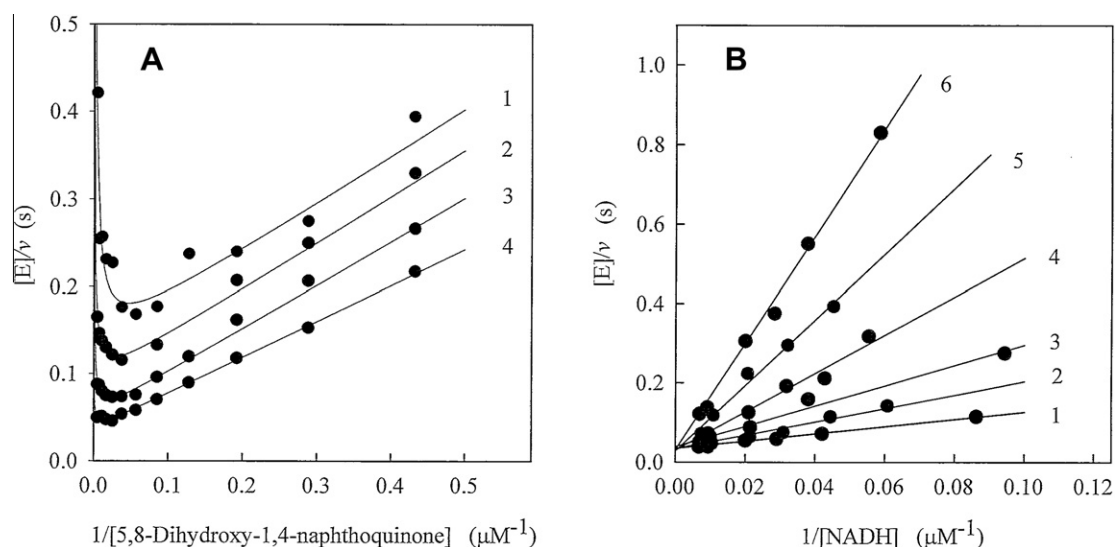 A
0.5
0.4
0.3
0.2
0.1
0.0
[E]/v (s)
1
2
3
4
0.0 0.1 0.2 0.3 0.4 0.5 0.6
1/[5,8-Dihydroxy-1,4-naphthoquinone] (μM⁻¹)
B
1.0
0.8
0.6
0.4
0.2
0.0
[E]/v (s)
6
5
4
3
2
1
0.00 0.02 0.04 0.06 0.08 0.10 0.12
1/[NADH] (μM⁻¹)